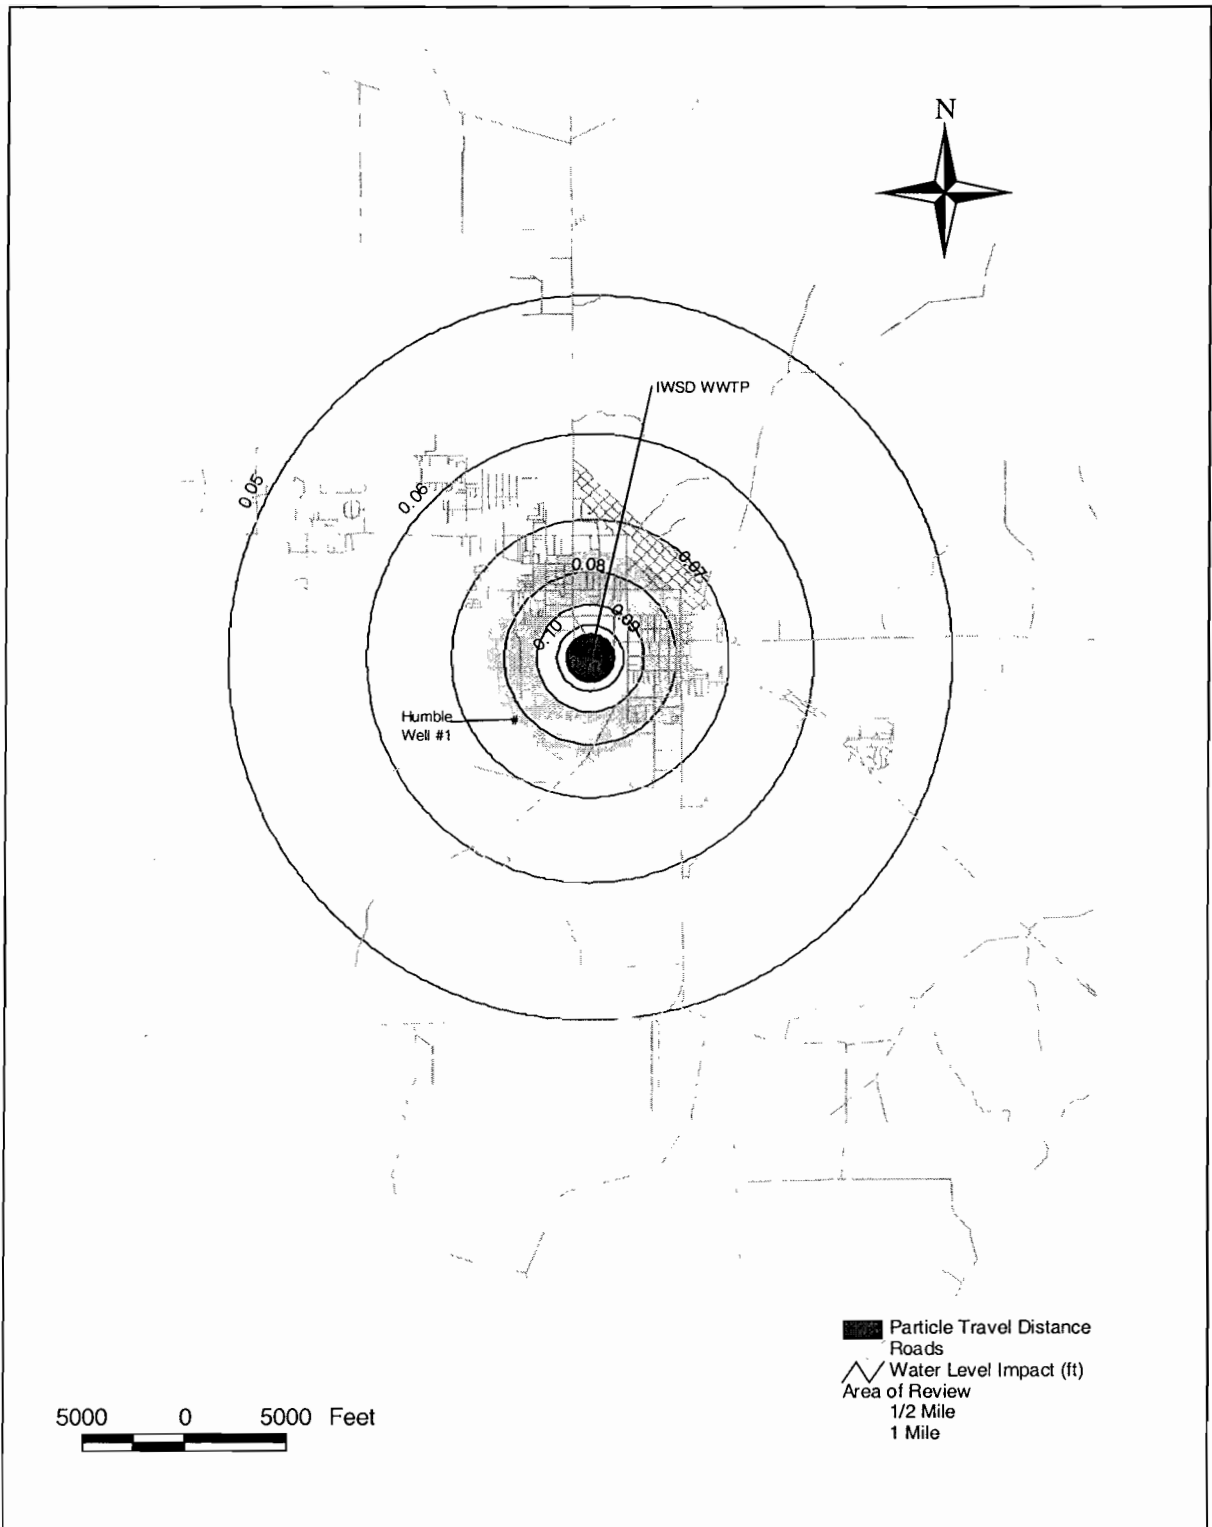 N
IWSD WWTP
0.05
0.06
0.07
0.08
0.09
0.10
Humble
Well #1
Particle Travel Distance
Roads
Water Level Impact (ft)
Area of Review
1/2 Mile
1 Mile
5000 0 5000 Feet